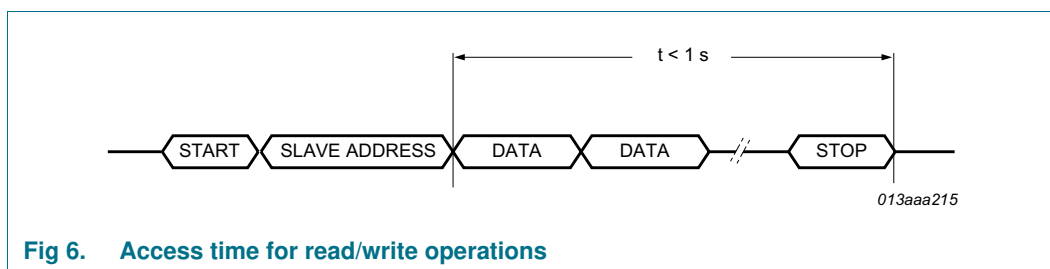 t < 1 s
START SLAVE ADDRESS DATA DATA STOP
013aaa215
Fig 6. Access time for read/write operations